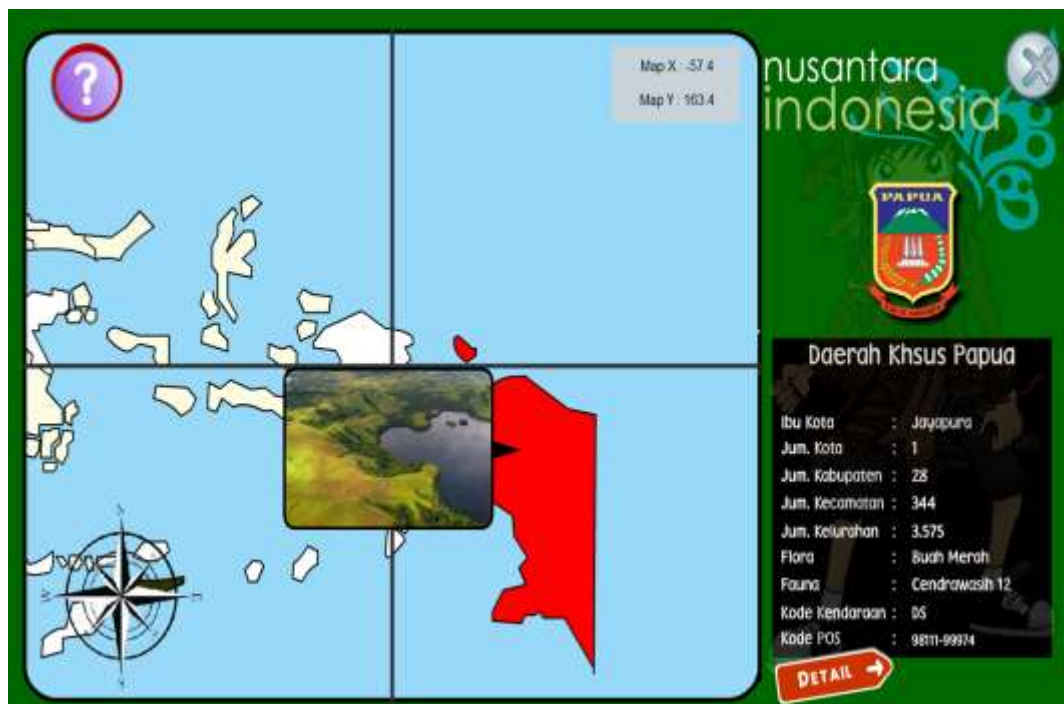 ?
Map X : -57.4
Map Y : 163.4
nusantara
indonesia
PAPUA
Daerah Khsus Papua
Ibu Kota : Jayapura
Jum. Kota : 1
Jum. Kabupaten : 28
Jum. Kecamatan : 344
Jum. Kelurahan : 3.575
Flora : Buah Merah
Fauna : Cendrawasih 12
Kode Kendaraan : DS
Kode POS : 98111-99974
DETAIL
W
E